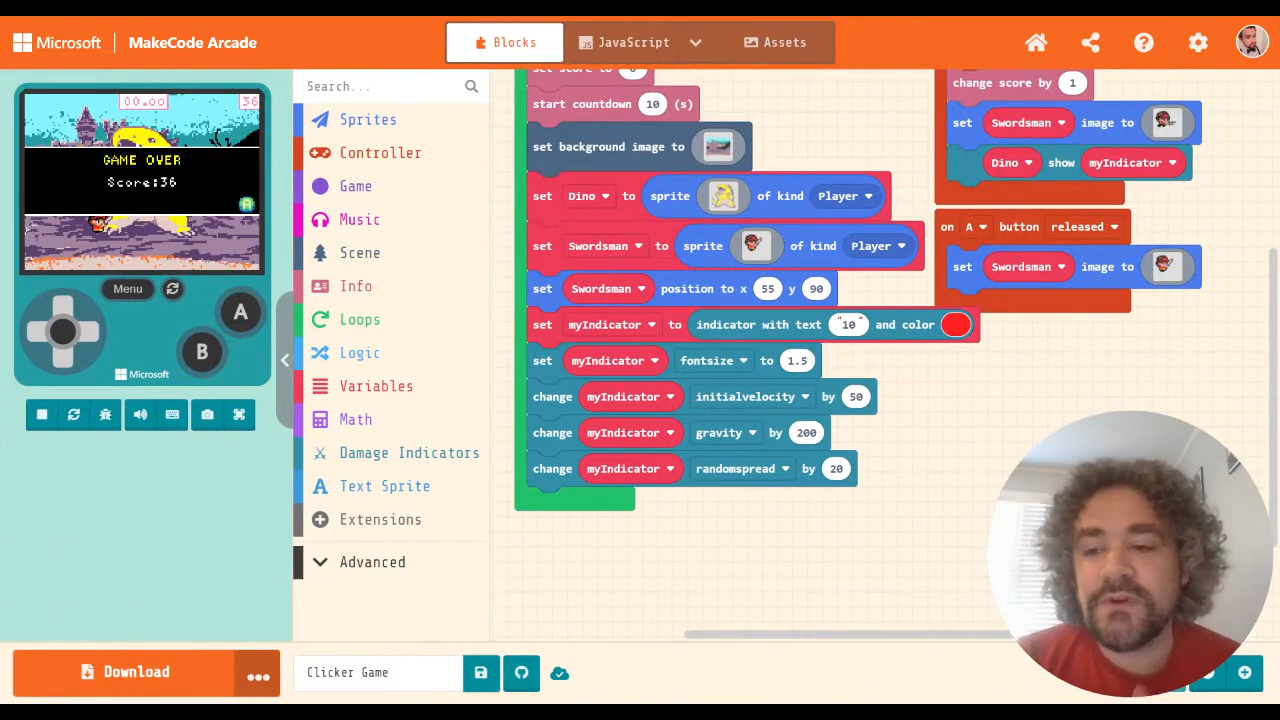 Microsoft
MakeCode Arcade
Blocks
JavaScript
Assets
00.00
36
GAME OVER
Score:36
A
Menu
A
B
Microsoft
Search...
Sprites
Controller
Game
Music
Scene
Info
Loops
Logic
Variables
Math
Damage Indicators
Text Sprite
Extensions
Advanced
set score to 0
start countdown 10 (s)
set background image to
set Dino to sprite of kind Player
set Swordsman to sprite of kind Player
set Swordsman position to x 55 y 90
set myIndicator to indicator with text "10" and color
set myIndicator fontsize to 1.5
change myIndicator initialvelocity by 50
change myIndicator gravity by 200
change myIndicator randomspread by 20
change score by 1
set Swordsman image to
Dino show myIndicator
on A button released
set Swordsman image to
Download
Clicker Game